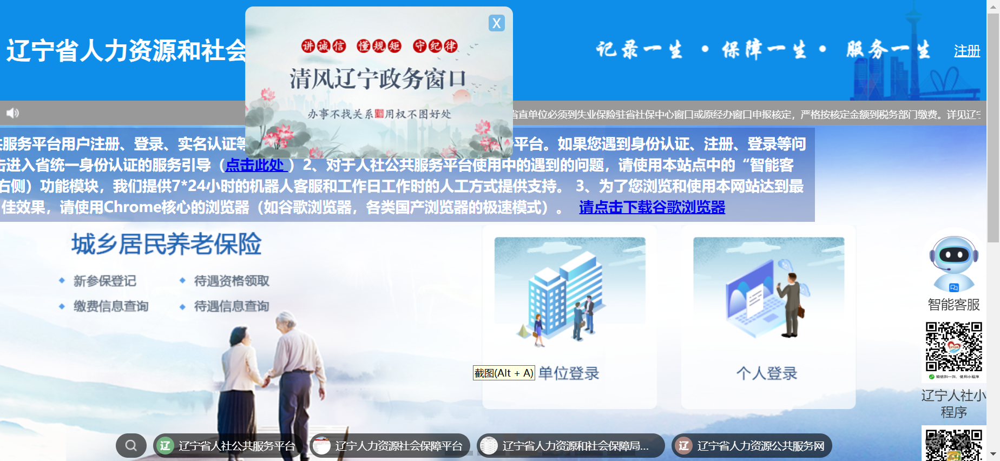 辽宁省人力资源和社会
X
讲诚信 懂规矩 守纪律
清风辽宁政务窗口
办事不找关系 用权不图好处
记录一生 · 保障一生 · 服务一生
注册
省直单位必须到失业保险驻省社保中心窗口或原经办窗口申报核定，严格按核定金额到税务部门缴费。详见辽宁
共服务平台用户注册、登录、实名认证等 平台。如果您遇到身份认证、注册、登录等问
击进入省统一身份认证的服务引导（点击此处 ）2、对于人社公共服务平台使用中的遇到的问题，请使用本站点中的“智能客
右侧）功能模块，我们提供7*24小时的机器人客服和工作日工作时的人工方式提供支持。 3、为了您浏览和使用本网站达到最
佳效果，请使用Chrome核心的浏览器（如谷歌浏览器，各类国产浏览器的极速模式）。 请点击下载谷歌浏览器
城乡居民养老保险
新参保登记 待遇资格领取
缴费信息查询 待遇信息查询
截图(Alt + A)
单位登录
个人登录
智能客服
微信扫一扫，使用小程序
辽宁人社小
程序
辽 辽宁省人社公共服务平台
辽宁人力资源社会保障平台
辽宁省人力资源和社会保障局...
辽 辽宁省人力资源公共服务网